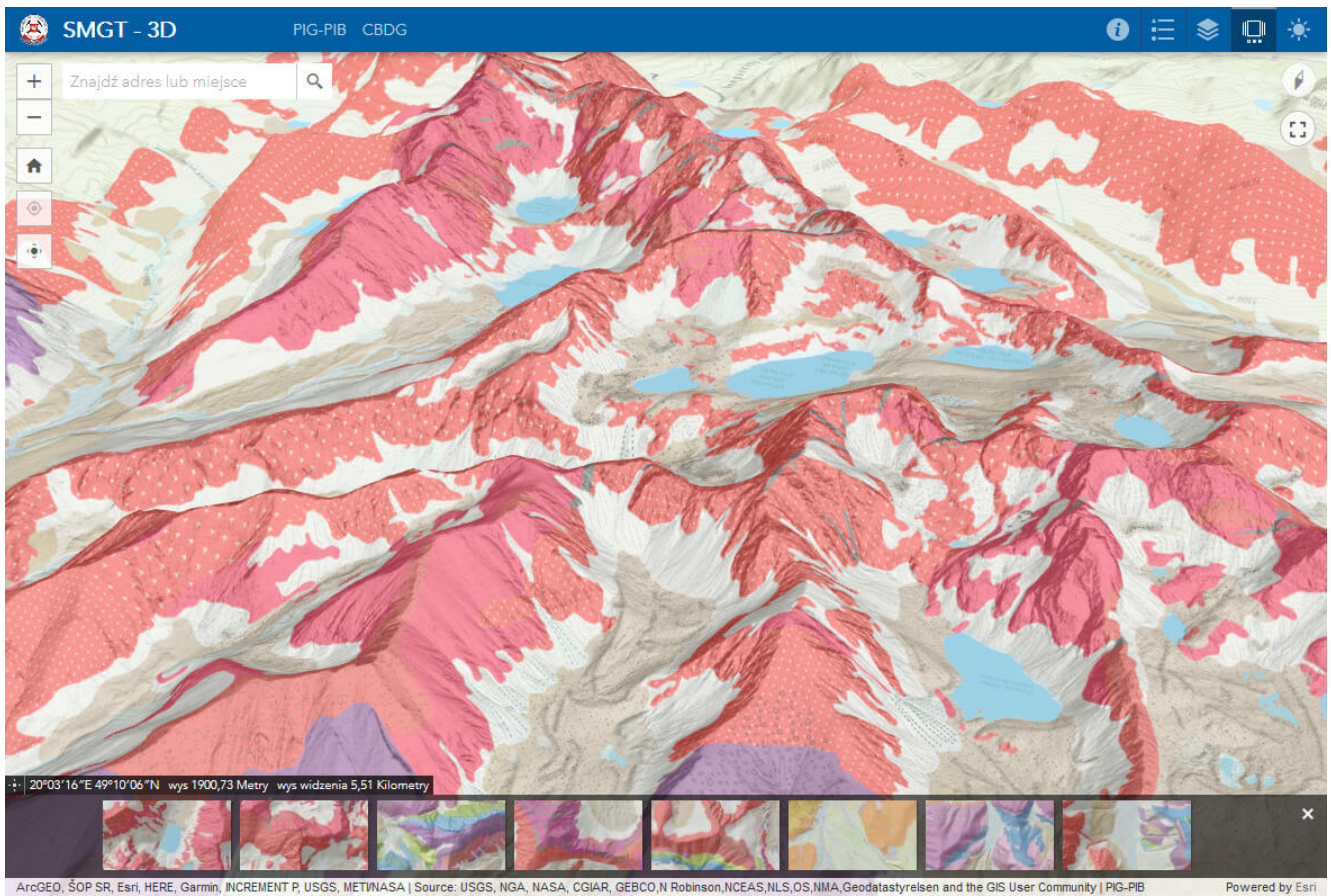 SMGT - 3D
PIG-PIB CBDG
Znajdź adres lub miejsce
20°03'16"E 49°10'06"N wys 1900,73 Metry wys widzenia 5,51 Kilometry
ArcGEO, ŠOP SR, Esri, HERE, Garmin, INCREMENT P, USGS, METI/NASA | Source: USGS, NGA, NASA, CGIAR, GEBCO,N Robinson,NCEAS,NLS,OS,NMA,Geodatastyrelsen and the GIS User Community | PIG-PIB
Powered by Esri